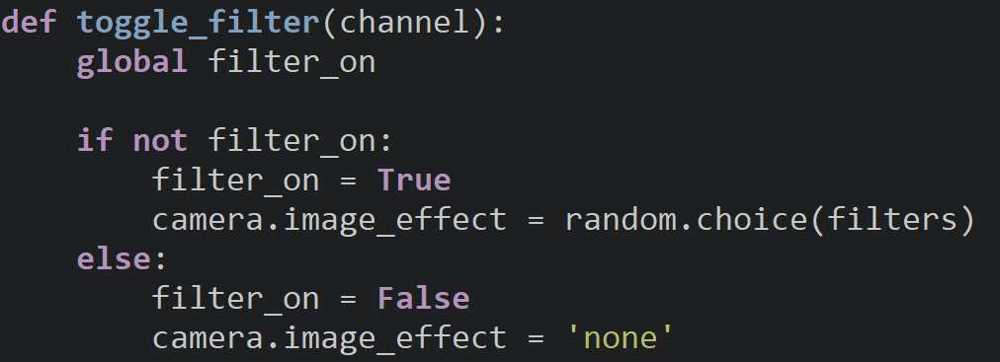 def toggle_filter(channel):
    global filter_on

    if not filter_on:
        filter_on = True
        camera.image_effect = random.choice(filters)
    else:
        filter_on = False
        camera.image_effect = 'none'